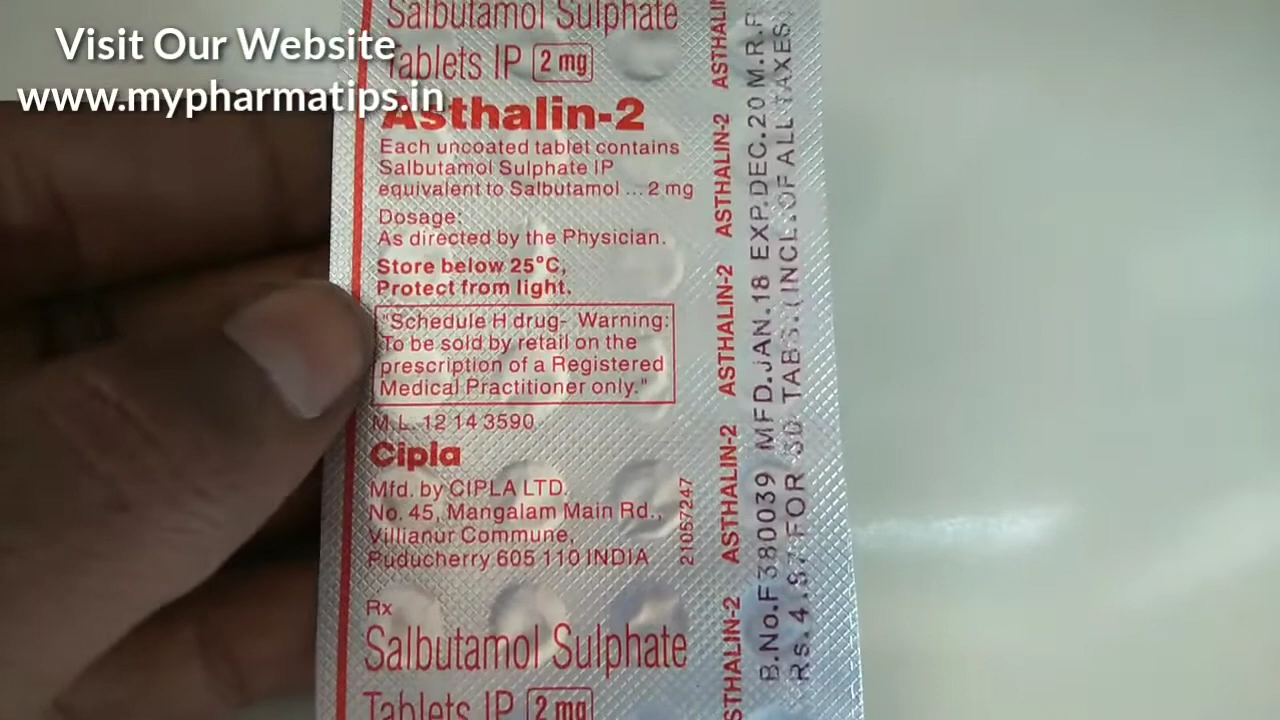 Visit Our Website
www.mypharmatips.in
Salbutamol Sulphate
Tablets IP 2 mg
Asthalin-2
Each uncoated tablet contains
Salbutamol Sulphate IP
equivalent to Salbutamol ... 2 mg
Dosage:
As directed by the Physician.
Store below 25°C,
Protect from light.
"Schedule H drug- Warning:
To be sold by retail on the
prescription of a Registered
Medical Practitioner only."
M.L. 12 14 3590
Cipla
Mfd. by CIPLA LTD.
No. 45, Mangalam Main Rd.,
Villianur Commune,
Puducherry 605 110 INDIA
21057247
Rx
Salbutamol Sulphate
Tablets IP 2 mg
ASTHALIN-2 ASTHALIN-2 ASTHALIN-2 ASTHALIN-2 ASTHALIN
B.No.F380039 MFD.JAN.18 EXP.DEC.20 M.R.P
Rs.4.87 FOR 30 TABS.(INCL.OF ALL TAXES